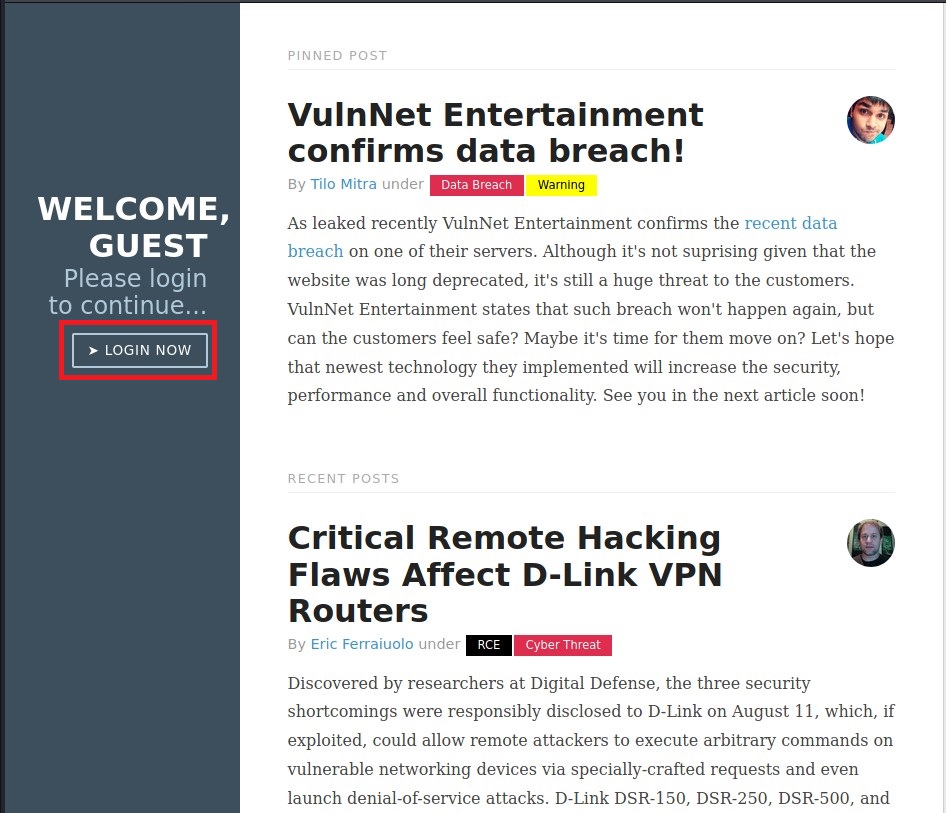 WELCOME,
GUEST
Please login
to continue...
➤ LOGIN NOW
PINNED POST
VulnNet Entertainment
confirms data breach!
By Tilo Mitra under Data Breach Warning
As leaked recently VulnNet Entertainment confirms the recent data
breach on one of their servers. Although it's not suprising given that the
website was long deprecated, it's still a huge threat to the customers.
VulnNet Entertainment states that such breach won't happen again, but
can the customers feel safe? Maybe it's time for them move on? Let's hope
that newest technology they implemented will increase the security,
performance and overall functionality. See you in the next article soon!
RECENT POSTS
Critical Remote Hacking
Flaws Affect D-Link VPN
Routers
By Eric Ferraiuolo under RCE Cyber Threat
Discovered by researchers at Digital Defense, the three security
shortcomings were responsibly disclosed to D-Link on August 11, which, if
exploited, could allow remote attackers to execute arbitrary commands on
vulnerable networking devices via specially-crafted requests and even
launch denial-of-service attacks. D-Link DSR-150, DSR-250, DSR-500, and